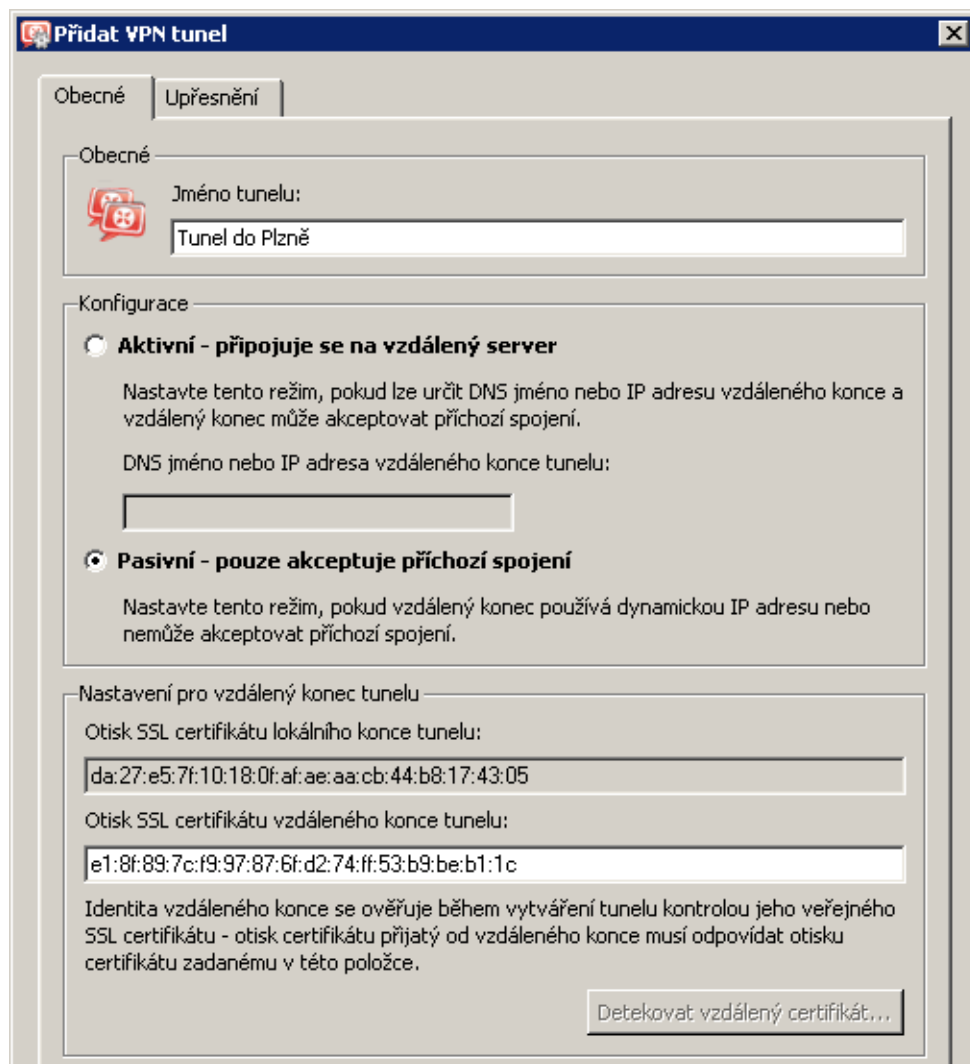 Přidat VPN tunel
Obecné
Upřesnění
Obecné
Jméno tunelu:
Tunel do Plzně
Konfigurace
Aktivní - připojuje se na vzdálený server
Nastavte tento režim, pokud lze určit DNS jméno nebo IP adresu vzdáleného konce a
vzdálený konec může akceptovat příchozí spojení.
DNS jméno nebo IP adresa vzdáleného konce tunelu:
Pasivní - pouze akceptuje příchozí spojení
Nastavte tento režim, pokud vzdálený konec používá dynamickou IP adresu nebo
nemůže akceptovat příchozí spojení.
Nastavení pro vzdálený konec tunelu
Otisk SSL certifikátu lokálního konce tunelu:
da:27:e5:7f:10:18:0f:af:ae:aa:cb:44:b8:17:43:05
Otisk SSL certifikátu vzdáleného konce tunelu:
e1:8f:89:7c:f9:97:87:6f:d2:74:ff:53:b9:be:b1:1c
Identita vzdáleného konce se ověřuje během vytváření tunelu kontrolou jeho veřejného
SSL certifikátu - otisk certifikátu přijatý od vzdáleného konce musí odpovídat otisku
certifikátu zadanému v této položce.
Detekovat vzdálený certifikát...